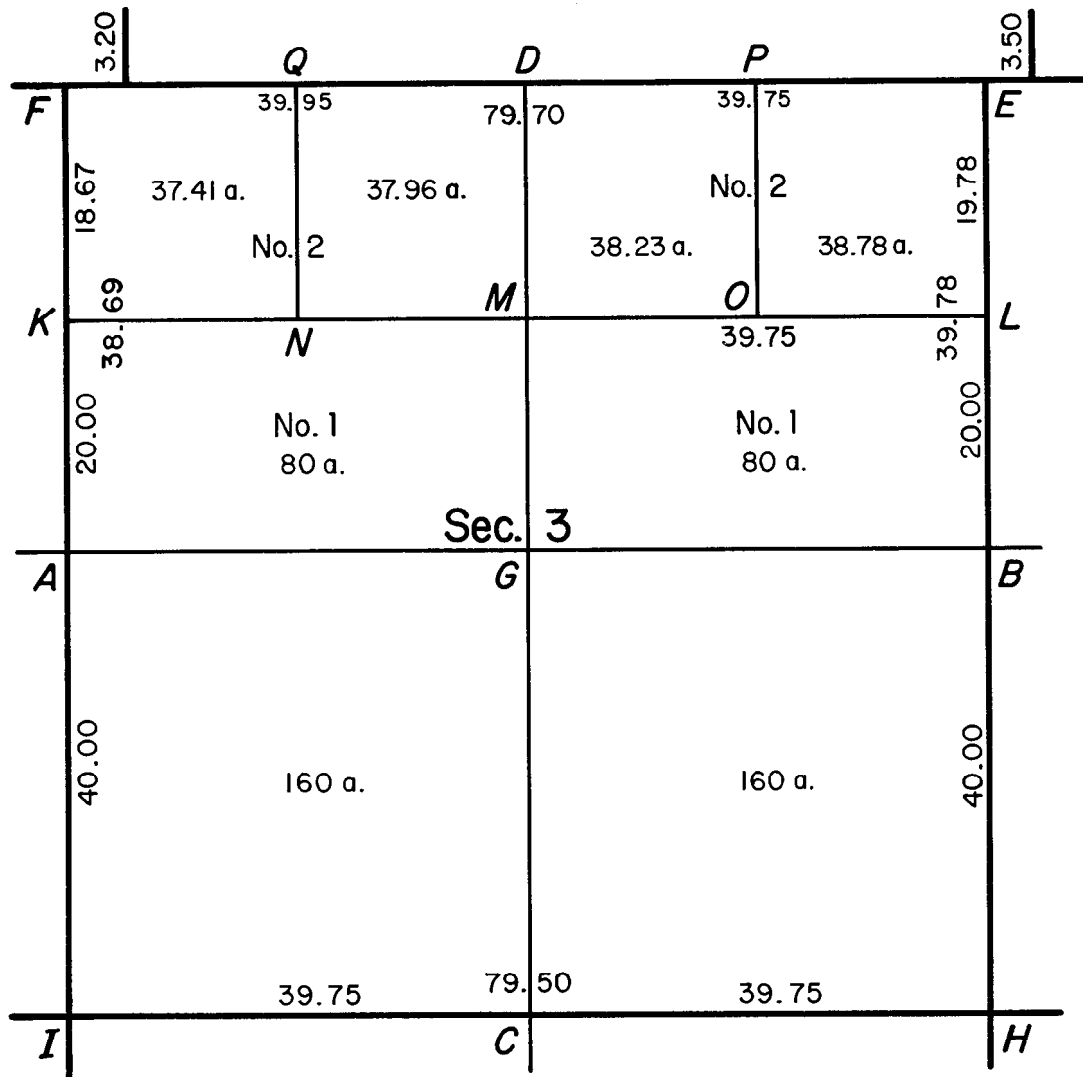 3.20
3.50
Q D P
F 39.95 79.70 39.75 E
18.67 37.41 a. 37.96 a. No. 2 19.78
No. 2 38.23 a. 38.78 a.
K 38.69 N M O 39.75 39.78 L
20.00 No. 1 No. 1 20.00
80 a. 80 a.
Sec. 3
A G B
40.00 160 a. 160 a. 40.00
39.75 79.50 39.75
I C H